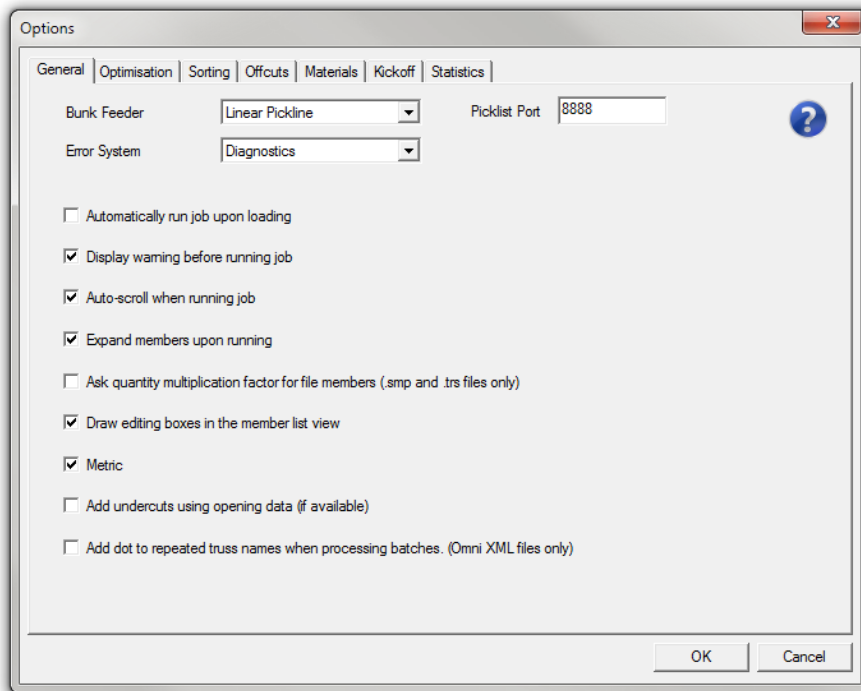 Options
General Optimisation Sorting Offcuts Materials Kickoff Statistics
Bunk Feeder Linear Pickline Picklist Port 8888
Error System Diagnostics
Automatically run job upon loading
Display warning before running job
Auto-scroll when running job
Expand members upon running
Ask quantity multiplication factor for file members (.smp and .trs files only)
Draw editing boxes in the member list view
Metric
Add undercuts using opening data (if available)
Add dot to repeated truss names when processing batches. (Omni XML files only)
OK Cancel